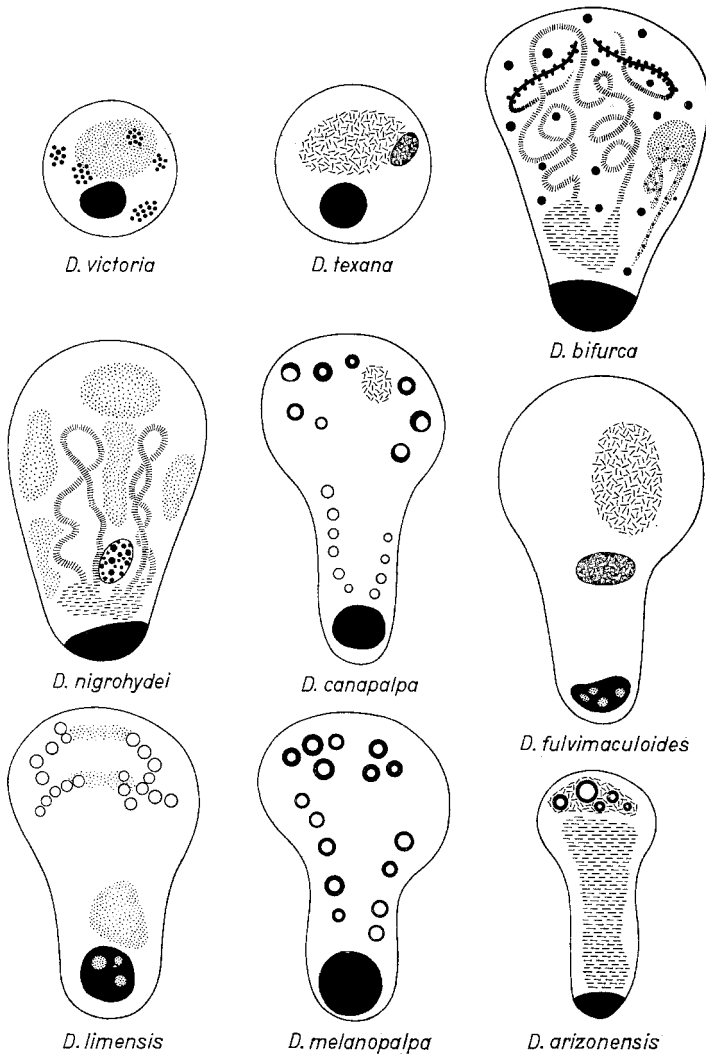 D. victoria
D. texana
D. bifurca
D. nigrohydei
D. canapalpa
D. fulvimaculoides
D. limensis
D. melanopalpa
D. arizonensis